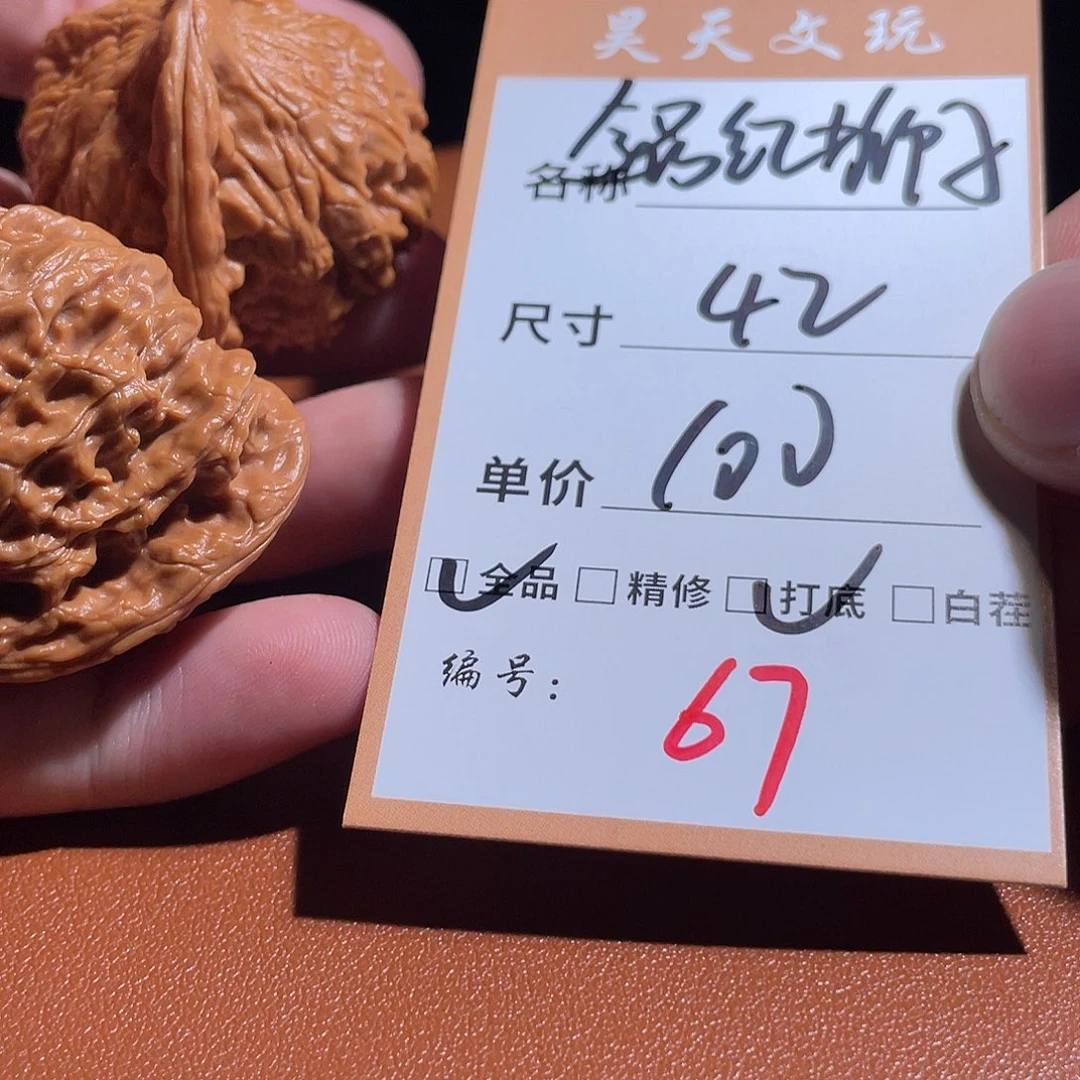 昊天文玩
名称 锅红狮子
尺寸 42
单价 100
全品 精修 打底 白茬
编号： 67